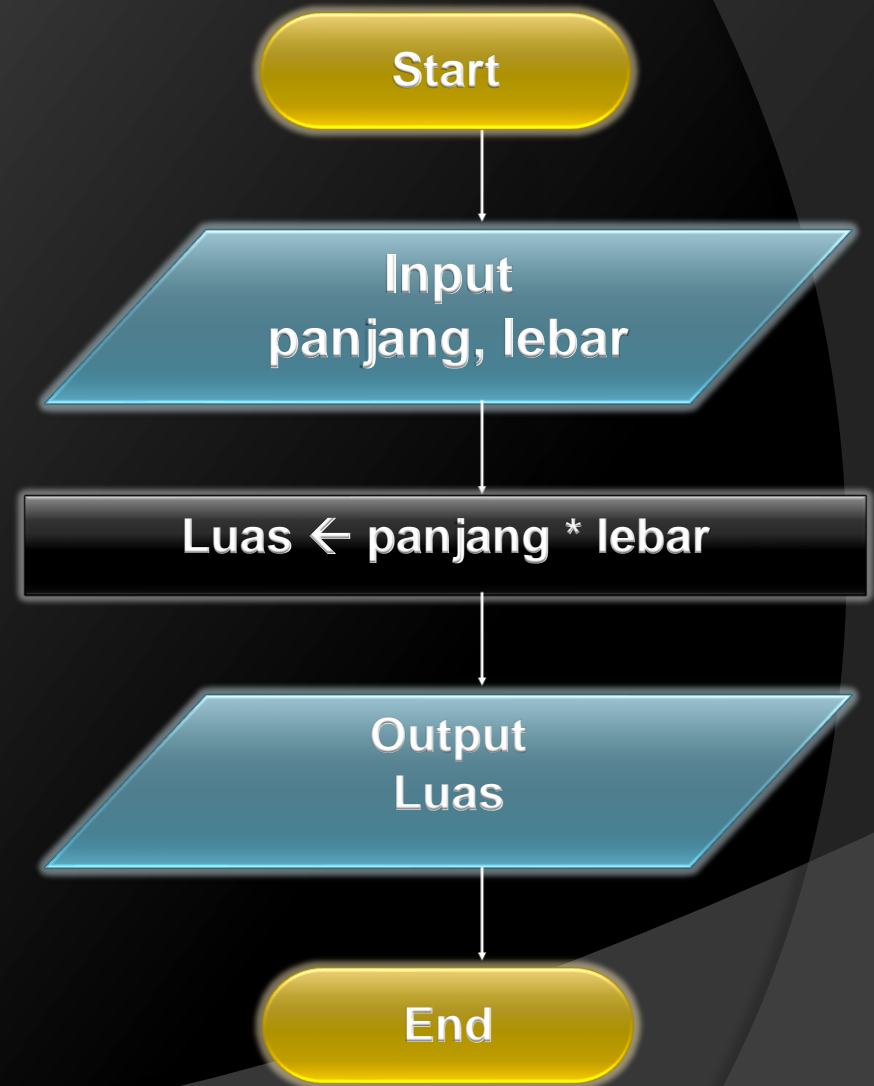 Start
Input
panjang, lebar
Luas ← panjang * lebar
Output
Luas
End